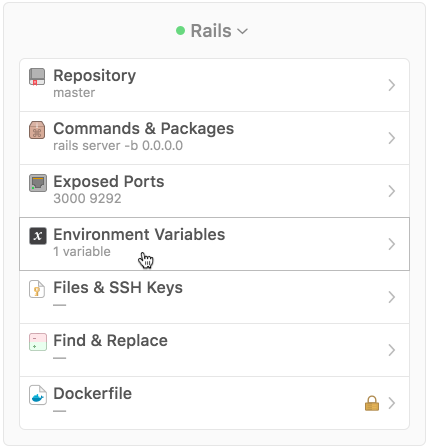 Rails
Repository
master
Commands & Packages
rails server -b 0.0.0.0
Exposed Ports
3000 9292
x
Environment Variables
1 variable
Files & SSH Keys
—
Find & Replace
—
Dockerfile
—